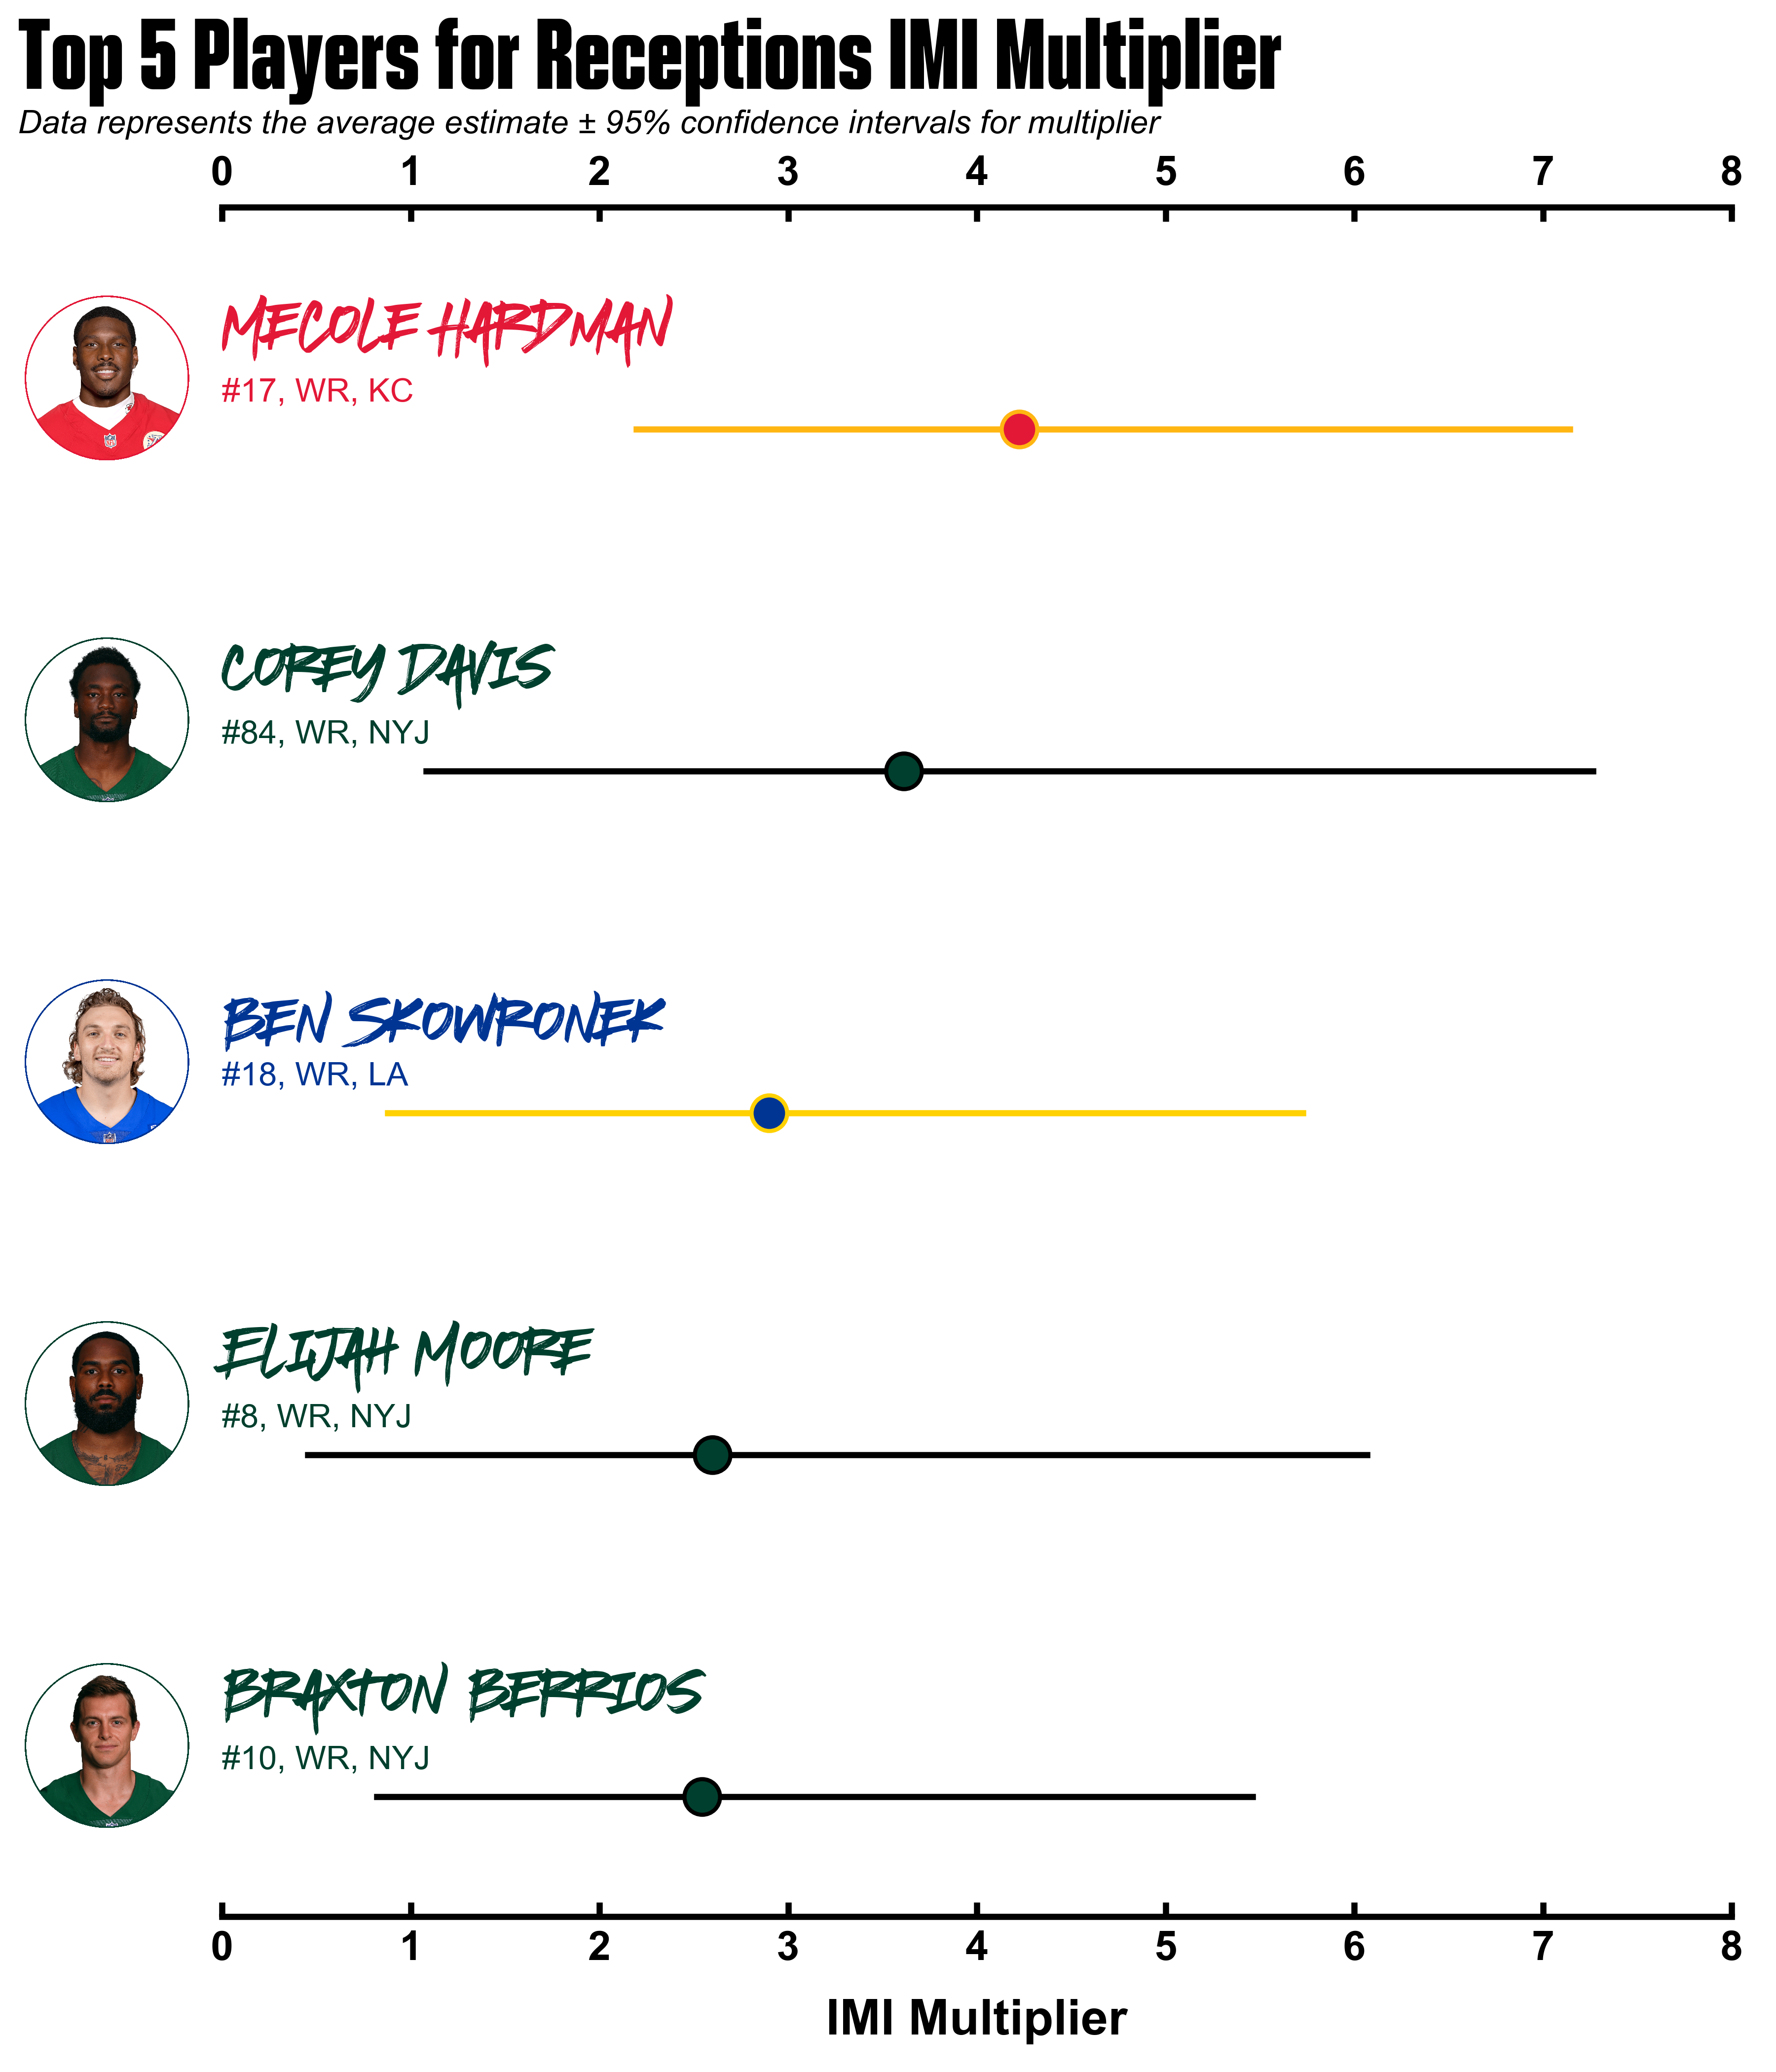 Top 5 Players for Receptions IMI Multiplier
Data represents the average estimate ± 95% confidence intervals for multiplier
0 1 2 3 4 5 6 7 8
MECOLE HARDMAN
#17, WR, KC
COREY DAVIS
#84, WR, NYJ
BEN SKOWRONEK
#18, WR, LA
ELIJAH MOORE
#8, WR, NYJ
BRAXTON BERRIOS
#10, WR, NYJ
0 1 2 3 4 5 6 7 8
IMI Multiplier